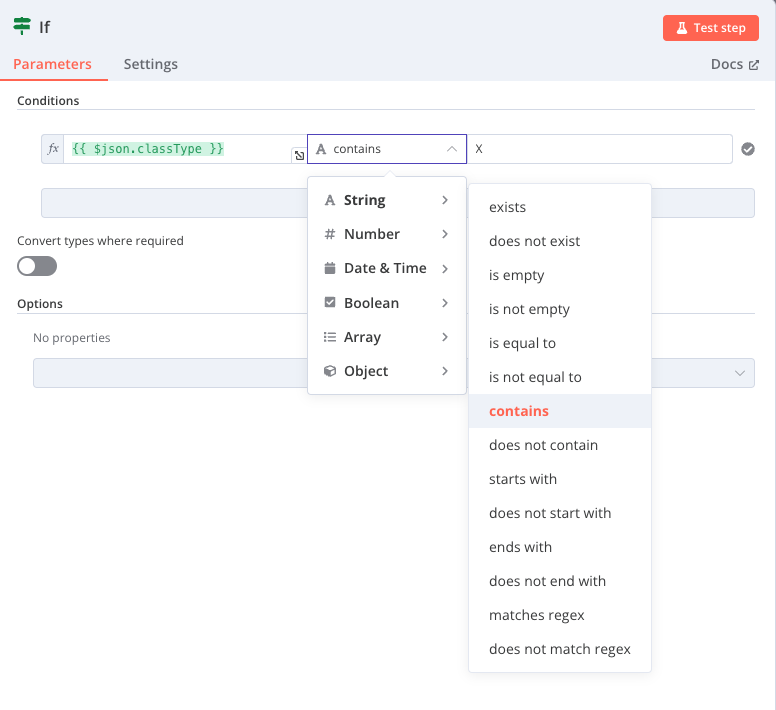 If
Test step
Parameters
Settings
Docs
Conditions
fx
{{ $json.classType }}
A contains
X
A String
# Number
Date & Time
Boolean
Array
Object
exists
does not exist
is empty
is not empty
is equal to
is not equal to
contains
does not contain
starts with
does not start with
ends with
does not end with
matches regex
does not match regex
Convert types where required
Options
No properties